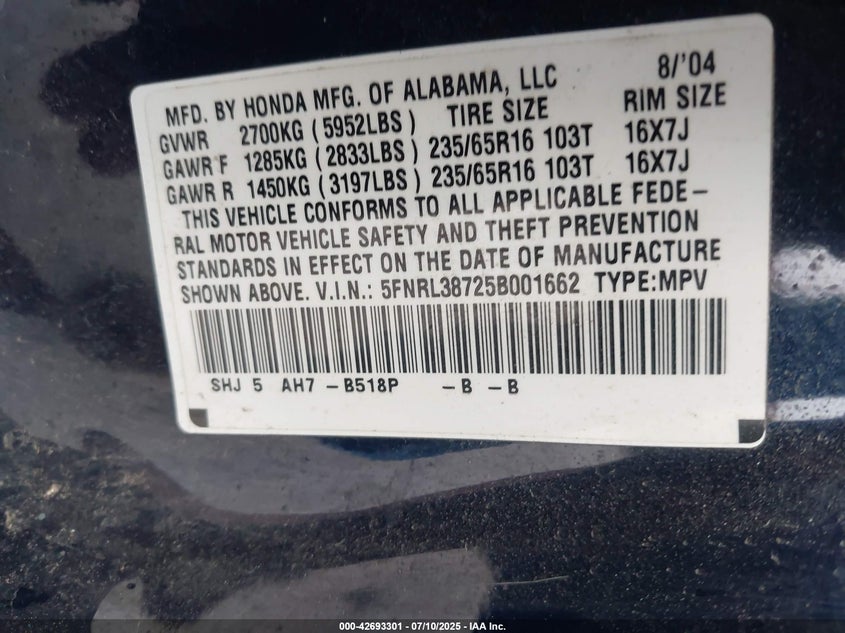 MFD. BY HONDA MFG. OF ALABAMA, LLC 8/'04
GVWR 2700KG (5952LBS) TIRE SIZE RIM SIZE
GAWR F 1285KG (2833LBS) 235/65R16 103T 16X7J
GAWR R 1450KG (3197LBS) 235/65R16 103T 16X7J
THIS VEHICLE CONFORMS TO ALL APPLICABLE FEDE-
RAL MOTOR VEHICLE SAFETY AND THEFT PREVENTION
STANDARDS IN EFFECT ON THE DATE OF MANUFACTURE
SHOWN ABOVE. V.I.N.: 5FNRL38725B001662 TYPE:MPV
SHJ 5 AH7 -B518P -B -B
000-42693301 - 07/10/2025 - IAA Inc.